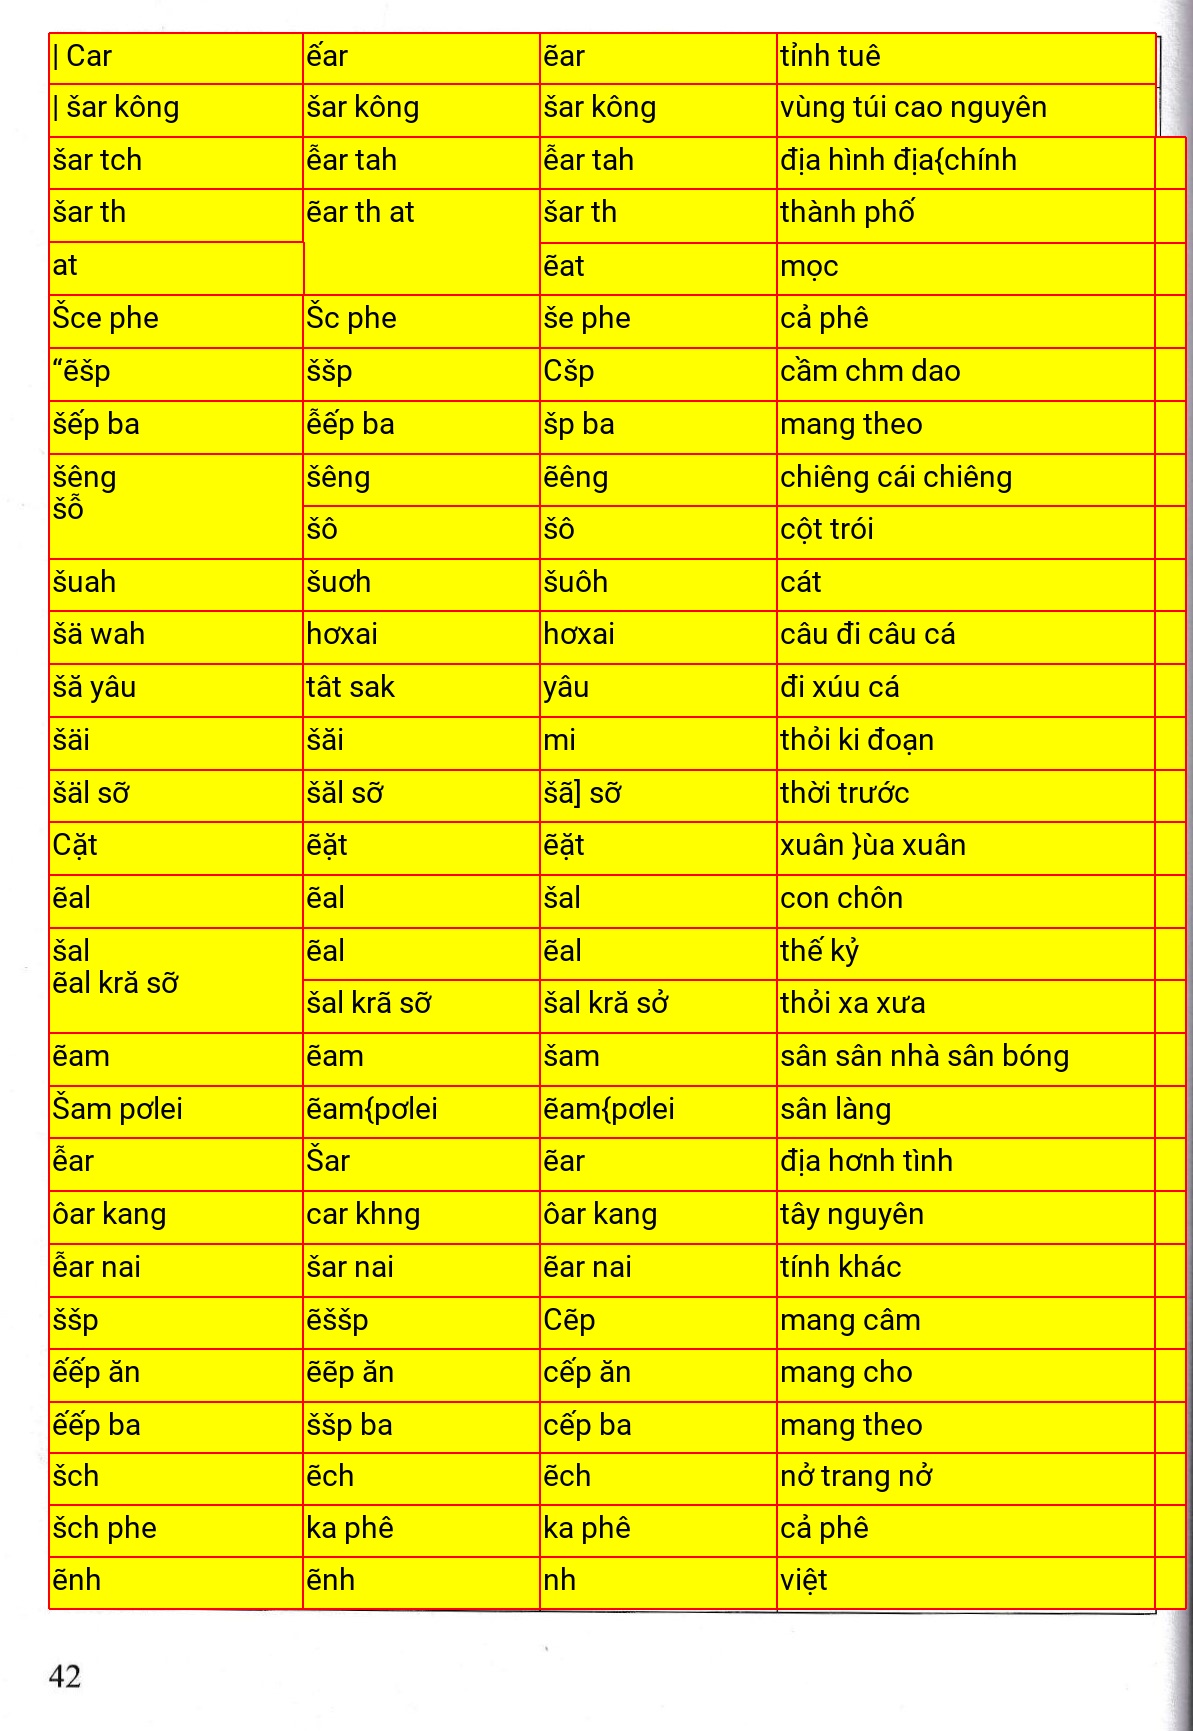 | Car ếar ẽar tỉnh tuê
| šar kông šar kông šar kông vùng túi cao nguyên
šar tch ễar tah ễar tah địa hình địa{chính
šar th ẽar th at šar th thành phố
at ẽat mọc
Šce phe Šc phe še phe cả phê
“ẽšp ššp Cšp cầm chm dao
šếp ba ễếp ba šp ba mang theo
šêng šêng ẽêng chiêng cái chiêng
šỗ šô šô cột trói
šuah šuơh šuôh cát
šä wah hơxai hơxai câu đi câu cá
šă yâu tât sak yâu đi xúu cá
šäi šăi mi thỏi ki đoạn
šäl sỡ šăl sỡ šã] sỡ thời trước
Cặt ẽặt ẽặt xuân }ùa xuân
ẽal ẽal šal con chôn
šal ẽal ẽal thế kỷ
ẽal kră sỡ šal krã sỡ šal kră sở thỏi xa xưa
ẽam ẽam šam sân sân nhà sân bóng
Šam pơlei ẽam{pơlei ẽam{pơlei sân làng
ễar Šar ẽar địa hơnh tình
ôar kang car khng ôar kang tây nguyên
ễar nai šar nai ẽar nai tính khác
ššp ẽššp Cẽp mang câm
ếếp ăn ẽẽp ăn cếp ăn mang cho
ếếp ba ššp ba cếp ba mang theo
šch ẽch ẽch nở trang nở
šch phe ka phê ka phê cả phê
ẽnh ẽnh nh việt
42